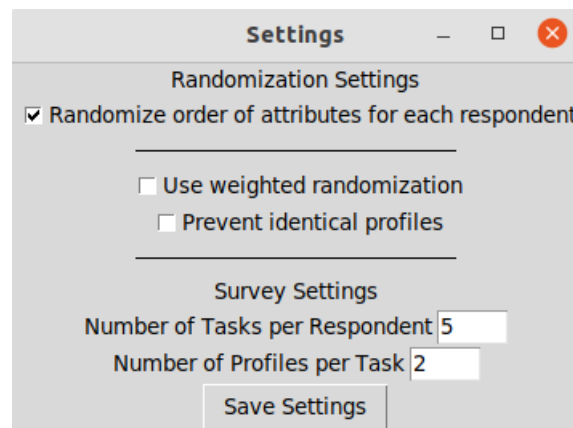 Settings
Randomization Settings
Randomize order of attributes for each respondent
Use weighted randomization
Prevent identical profiles
Survey Settings
Number of Tasks per Respondent 5
Number of Profiles per Task 2
Save Settings